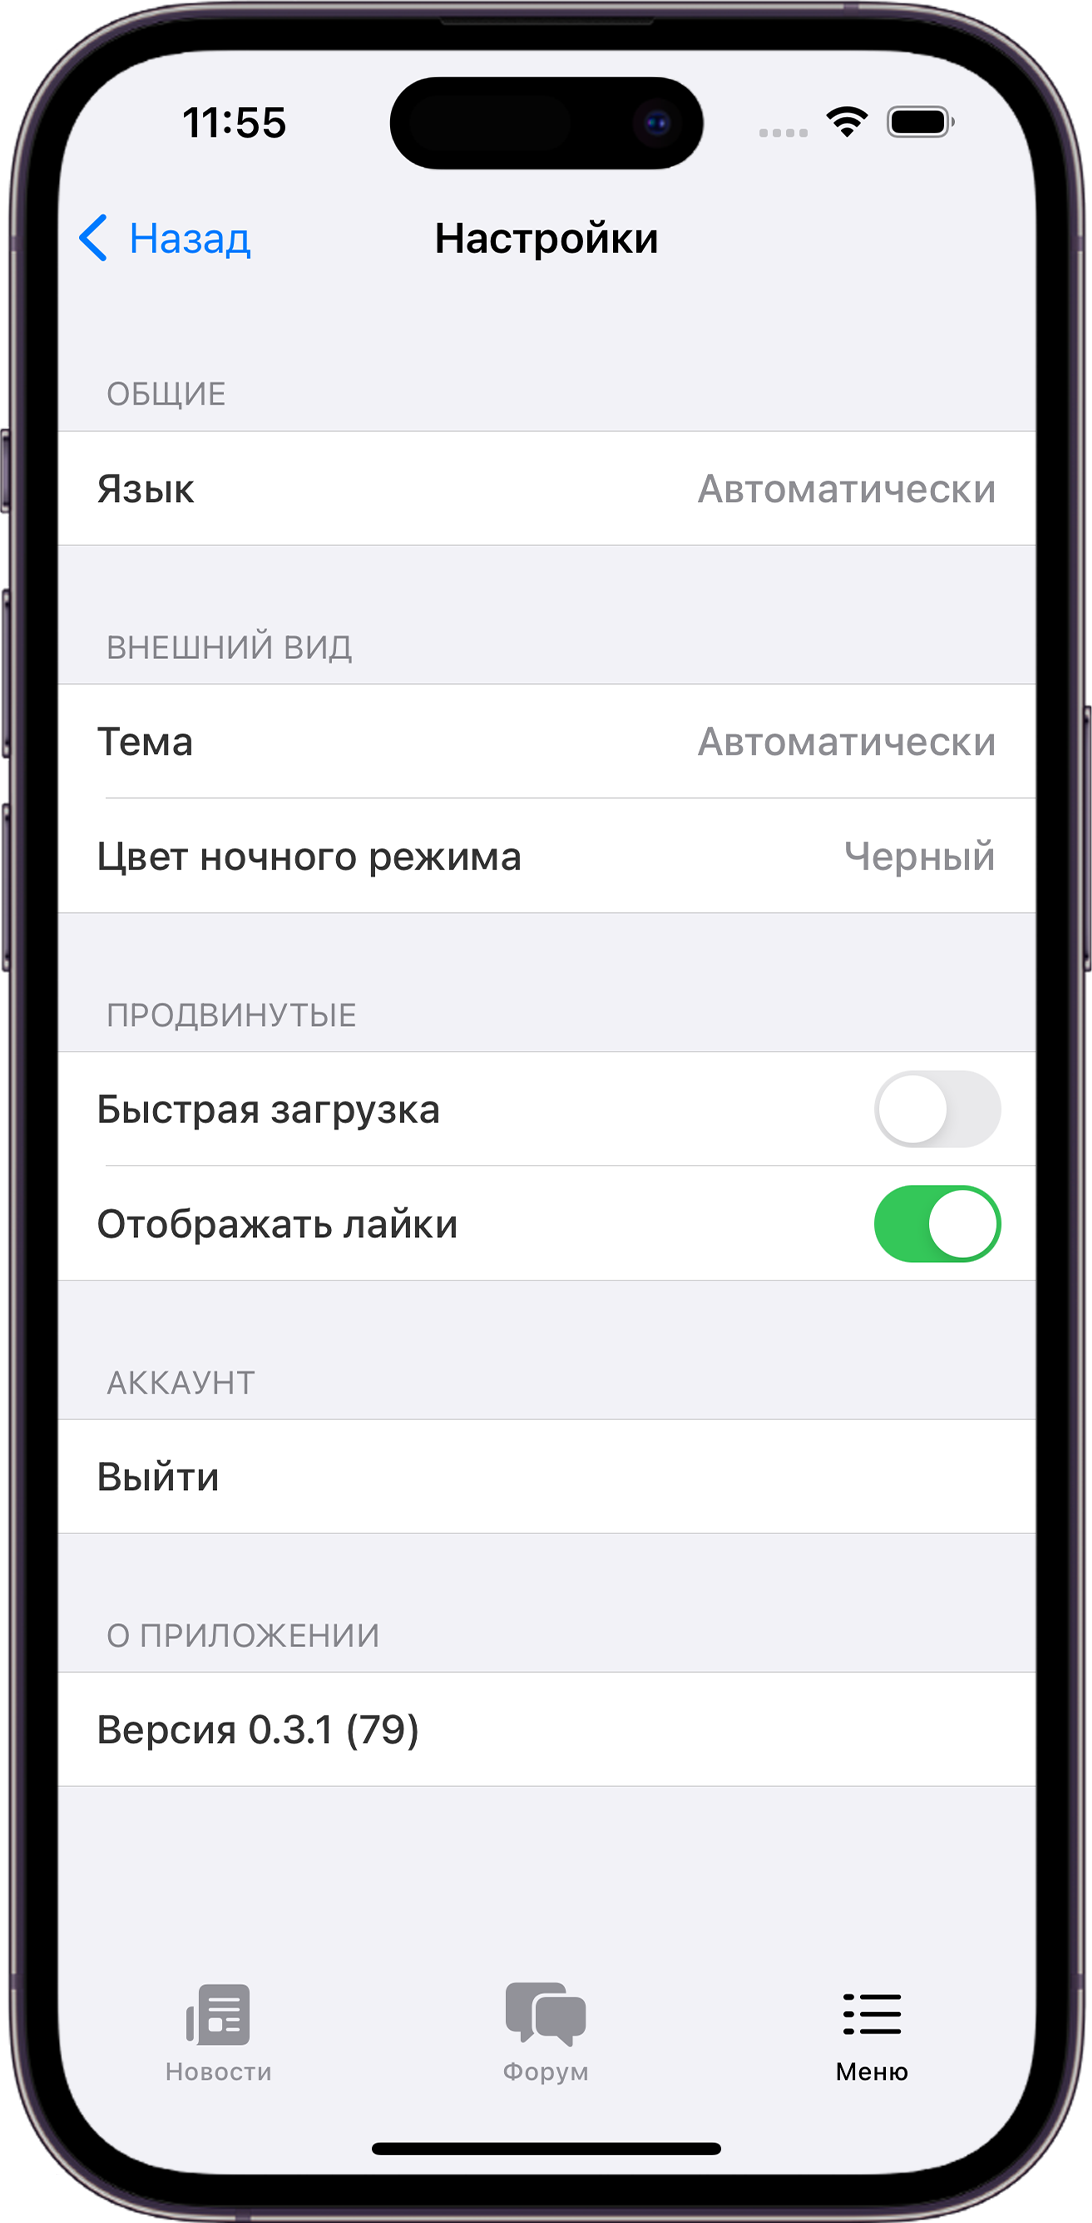 11:55
Назад
Настройки
ОБЩИЕ
Язык Автоматически
ВНЕШНИЙ ВИД
Тема Автоматически
Цвет ночного режима Черный
ПРОДВИНУТЫЕ
Быстрая загрузка
Отображать лайки
АККАУНТ
Выйти
О ПРИЛОЖЕНИИ
Версия 0.3.1 (79)
Новости Форум Меню